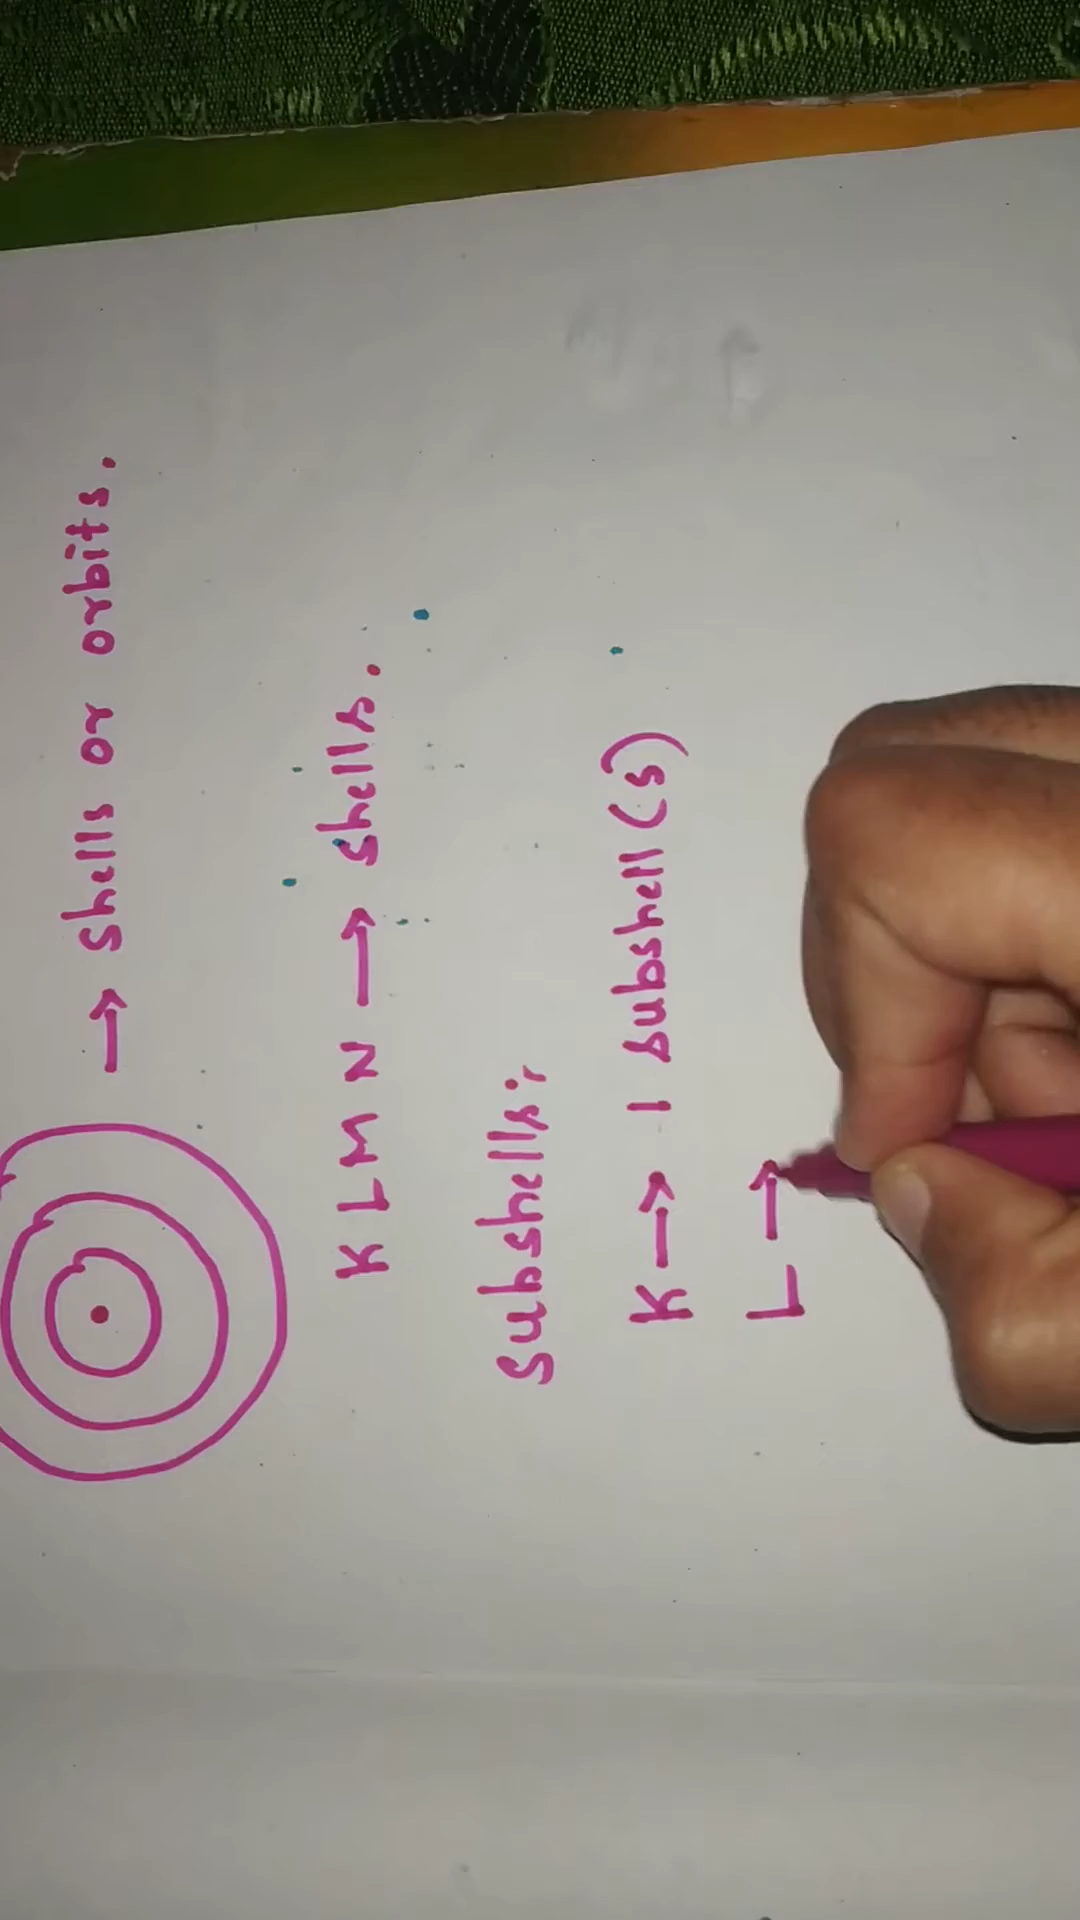 → shells or orbits.
K L M N → shells.
subshells:
K → 1 subshell (s)
L →